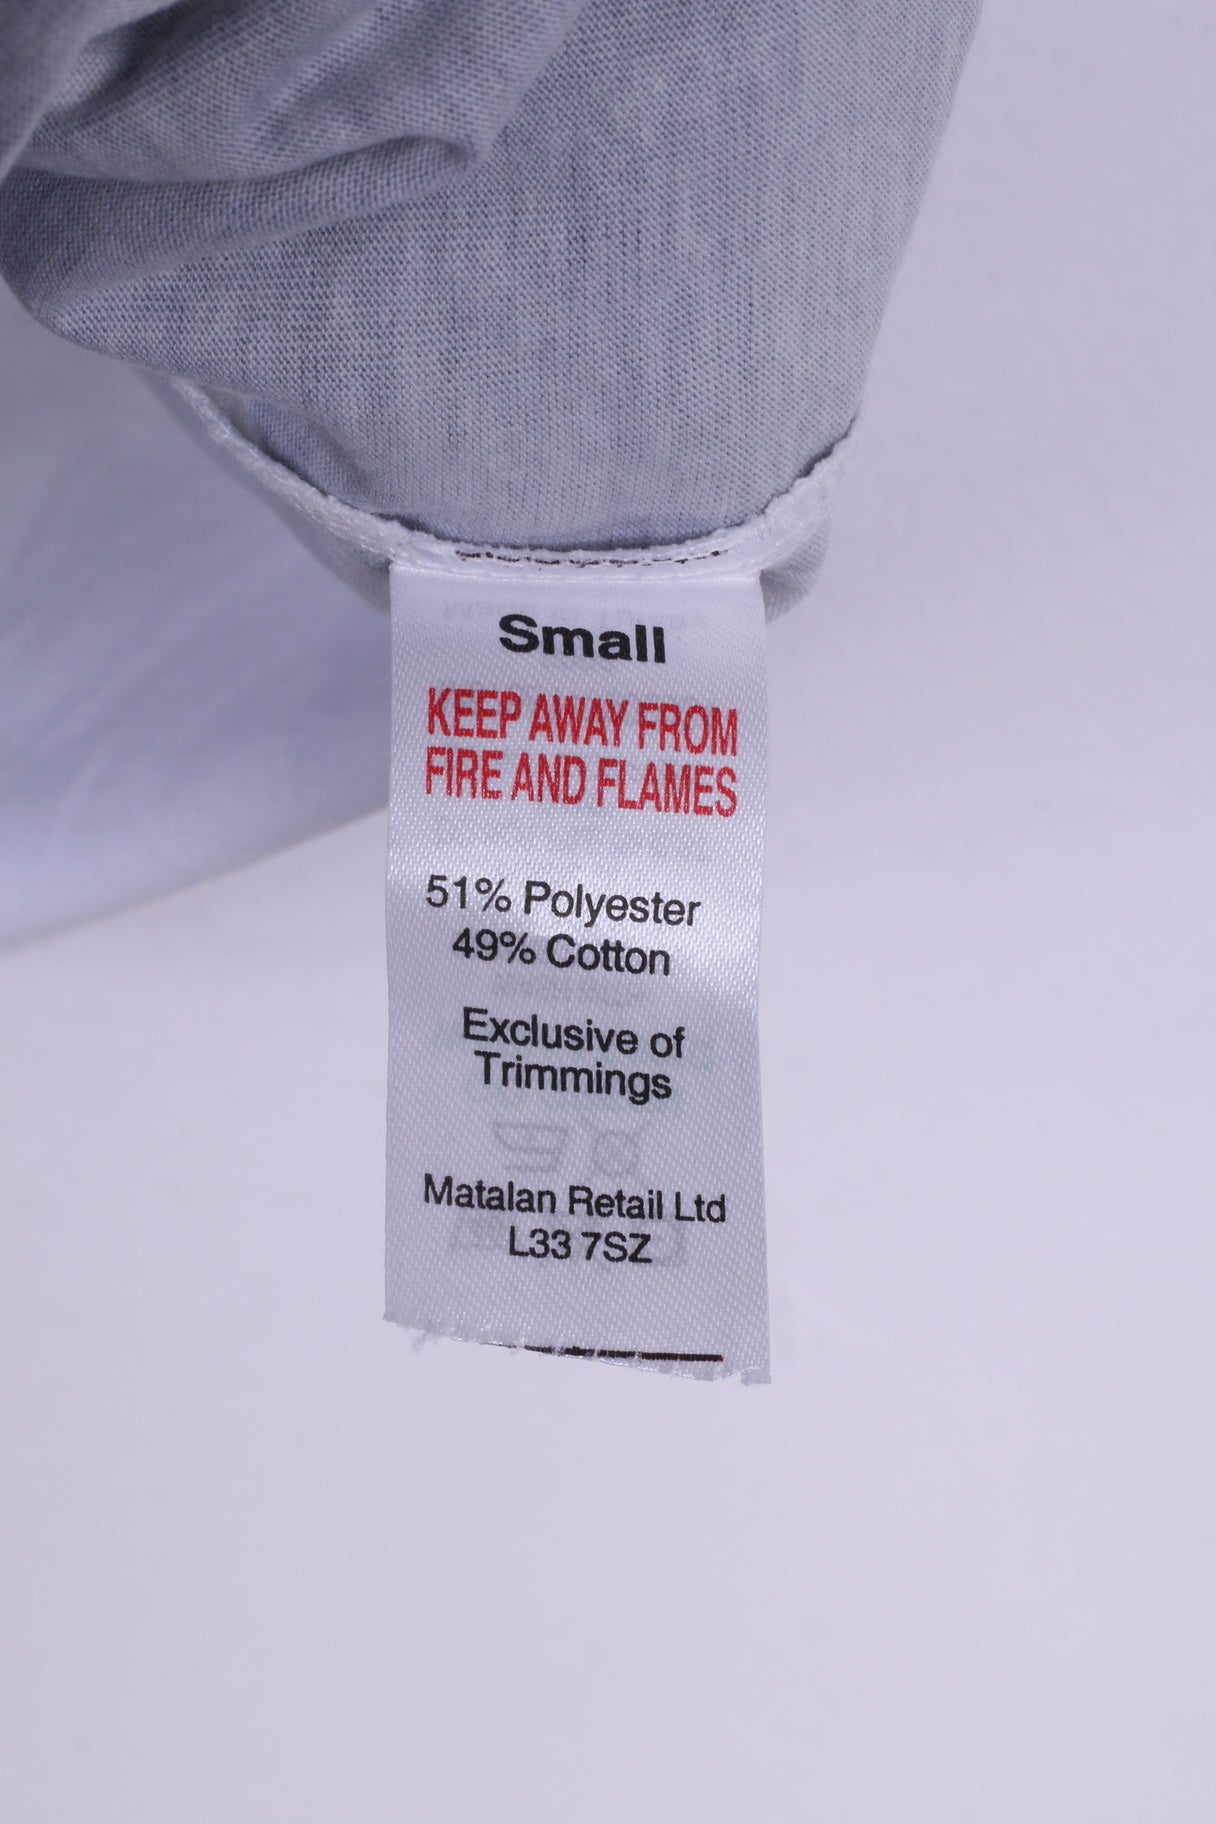 Small
KEEP AWAY FROM
FIRE AND FLAMES
51% Polyester
49% Cotton
Exclusive of
Trimmings
Matalan Retail Ltd
L33 7SZ